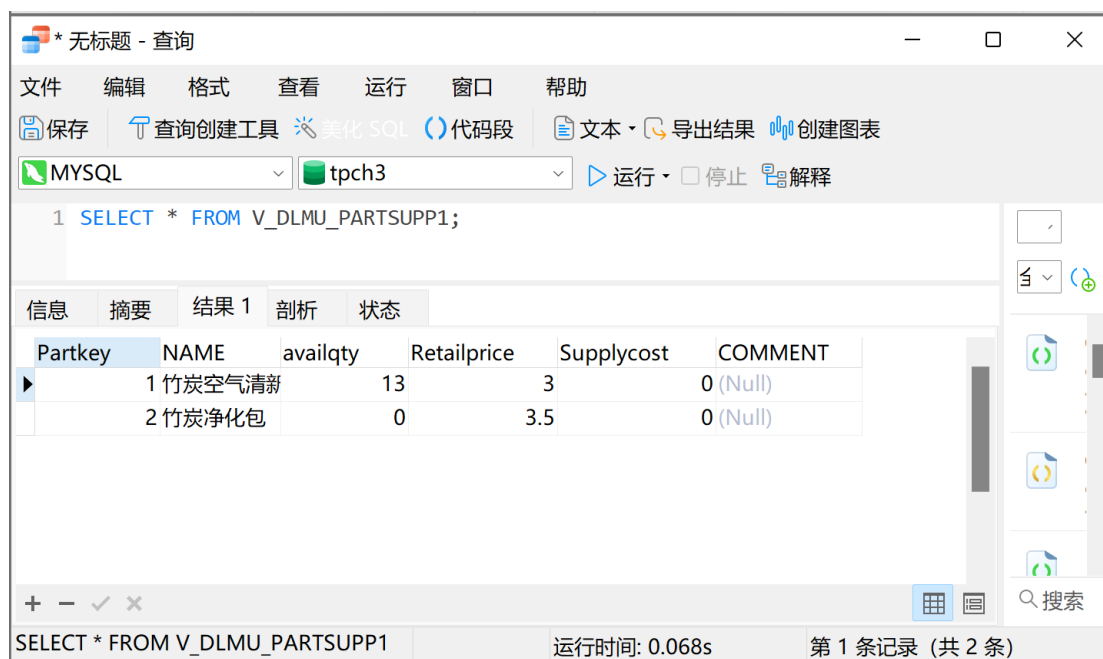 * 无标题 - 查询
文件 编辑 格式 查看 运行 窗口 帮助
保存 查询创建工具 美化 SQL 代码段 文本 导出结果 创建图表
MYSQL tpch3 运行 停止 解释
1 SELECT * FROM V_DLMU_PARTSUPP1;
信息 摘要 结果 1 剖析 状态
Partkey NAME availqty Retailprice Supplycost COMMENT
1 竹炭空气清新 13 3 0 (Null)
2 竹炭净化包 0 3.5 0 (Null)
搜索
SELECT * FROM V_DLMU_PARTSUPP1 运行时间: 0.068s 第 1 条记录 (共 2 条)